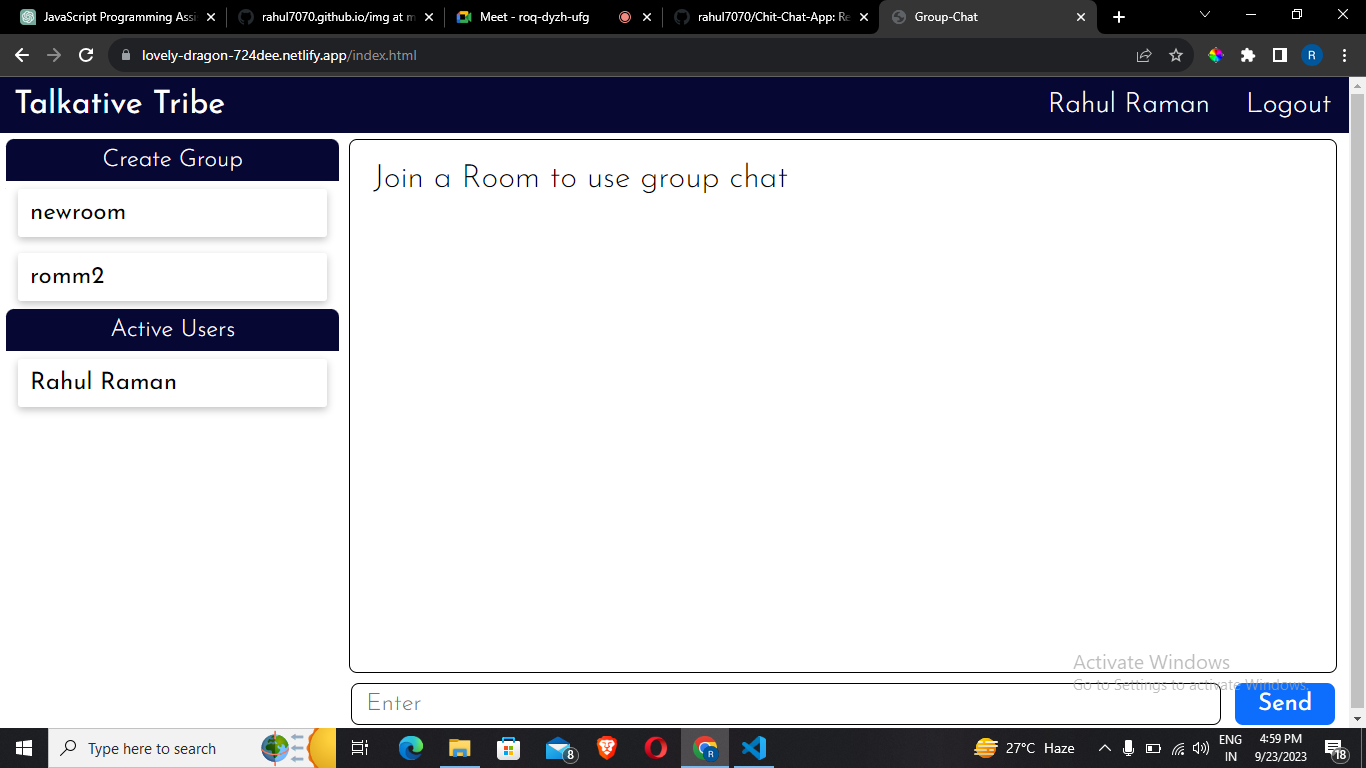 JavaScript Programming Assi
rahul7070.github.io/img at m
Meet - roq-dyzh-ufg
rahul7070/Chit-Chat-App: Re
Group-Chat
lovely-dragon-724dee.netlify.app/index.html
R
Talkative Tribe
Rahul Raman
Logout
Create Group
newroom
romm2
Active Users
Rahul Raman
Join a Room to use group chat
Activate Windows
Go to Settings to activate Windows.
Enter
Send
Type here to search
8
R
27°C Haze
ENG
IN
4:59 PM
9/23/2023
18